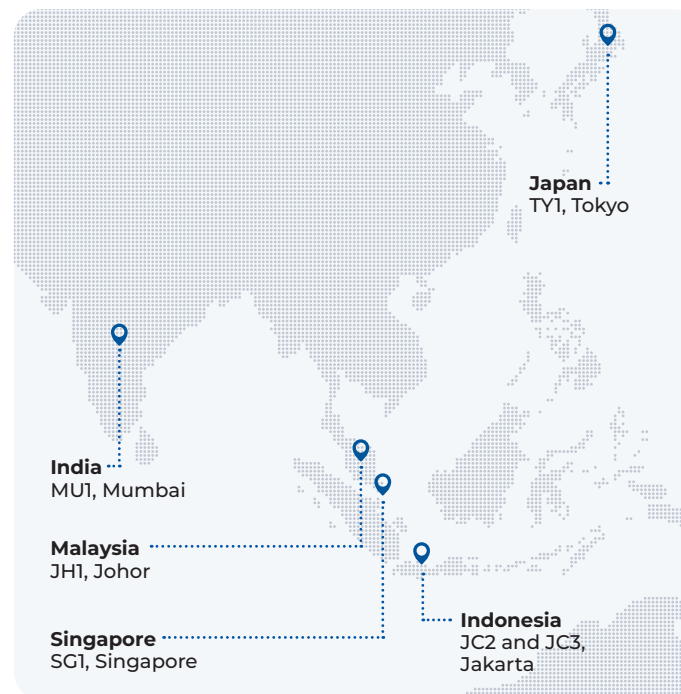 Japan
TY1, Tokyo
India
MU1, Mumbai
Malaysia
JH1, Johor
Singapore
SG1, Singapore
Indonesia
JC2 and JC3,
Jakarta